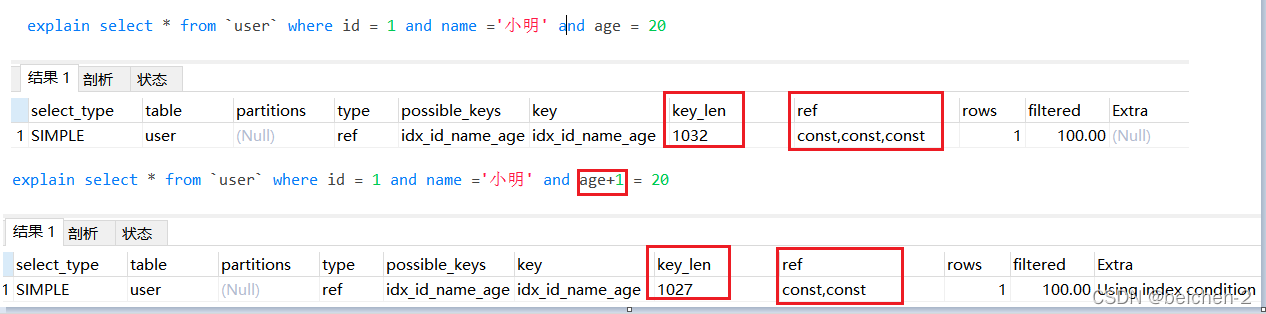 explain select * from `user` where id = 1 and name ='小明' and age = 20
结果 1 剖析 状态
select_type table partitions type possible_keys key key_len ref rows filtered Extra
1 SIMPLE user (Null) ref idx_id_name_age idx_id_name_age 1032 const,const,const 1 100.00 (Null)
explain select * from `user` where id = 1 and name ='小明' and age+1 = 20
结果 1 剖析 状态
select_type table partitions type possible_keys key key_len ref rows filtered Extra
1 SIMPLE user (Null) ref idx_id_name_age idx_id_name_age 1027 const,const 1 100.00 Using index condition
CSDN @beichen-2